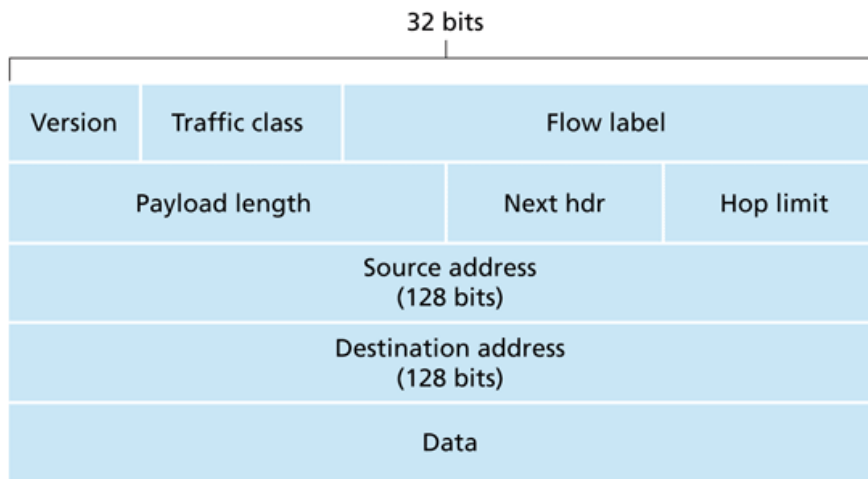 32 bits
Version Traffic class Flow label
Payload length Next hdr Hop limit
Source address
(128 bits)
Destination address
(128 bits)
Data